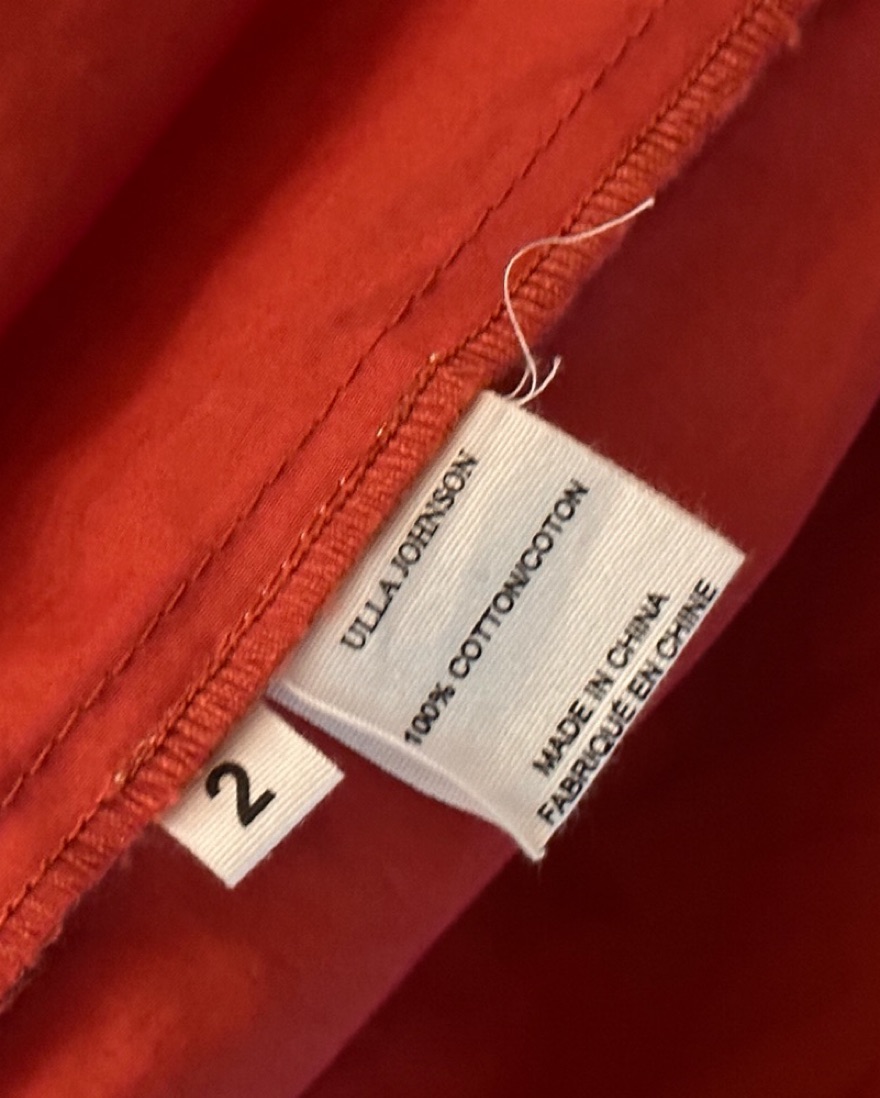 ULLA JOHNSON
100% COTTON/COTON
MADE IN CHINA
FABRIQUÉ EN CHINE
2